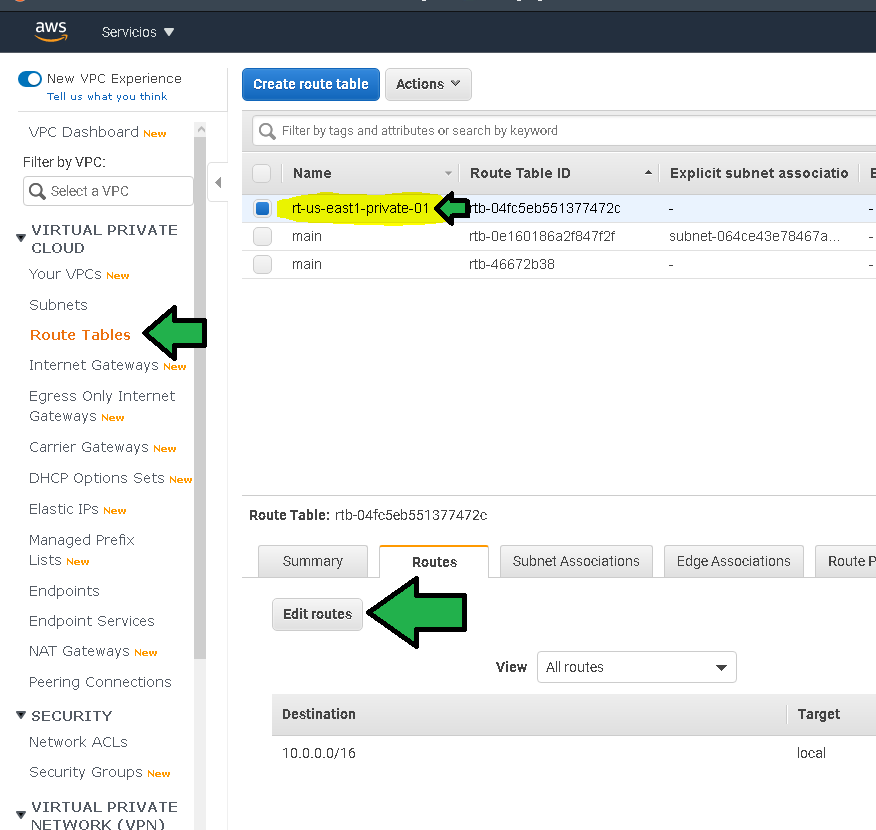 aws
Servicios
New VPC Experience
Tell us what you think
VPC Dashboard New
Filter by VPC:
Select a VPC
VIRTUAL PRIVATE
CLOUD
Your VPCs New
Subnets
Route Tables
Internet Gateways New
Egress Only Internet
Gateways New
Carrier Gateways New
DHCP Options Sets New
Elastic IPs New
Managed Prefix
Lists New
Endpoints
Endpoint Services
NAT Gateways New
Peering Connections
SECURITY
Network ACLs
Security Groups New
VIRTUAL PRIVATE
NETWORK (VPN)
Create route table Actions
Filter by tags and attributes or search by keyword
Name Route Table ID Explicit subnet associatio
rt-us-east1-private-01 rtb-04fc5eb551377472c - -
main rtb-0e160186a2f847f2f subnet-064ce43e78467a... -
main rtb-46672b38 - -
Route Table: rtb-04fc5eb551377472c
Summary Routes Subnet Associations Edge Associations Route P
Edit routes
View All routes
Destination Target
10.0.0.0/16 local